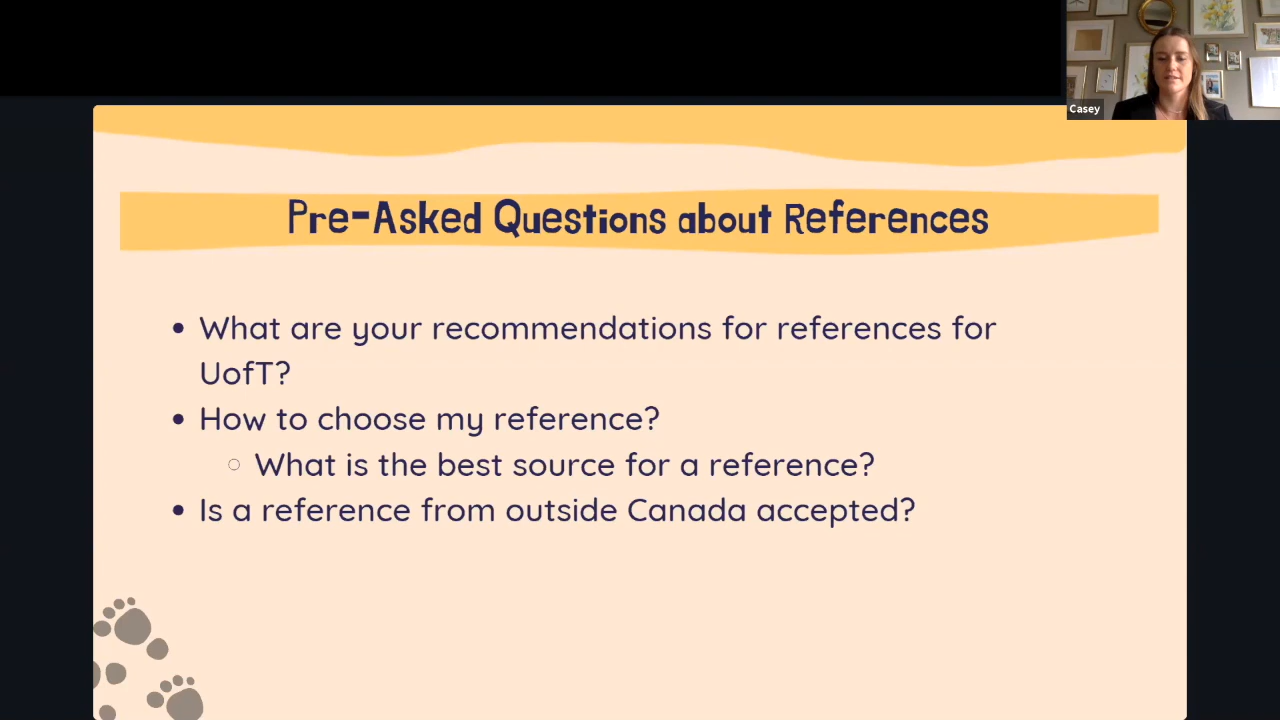 Casey
Pre-Asked Questions about References
What are your recommendations for references for
UofT?
How to choose my reference?
What is the best source for a reference?
Is a reference from outside Canada accepted?